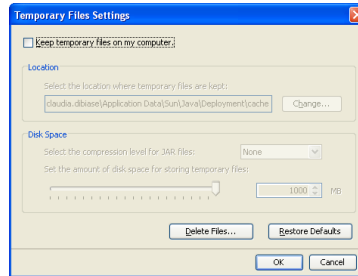 Temporary Files Settings
Keep temporary files on my computer.
Location
Select the location where temporary files are kept:
claudia.dibiase\Application Data\Sun\Java\Deployment\cache
Change...
Disk Space
Select the compression level for JAR files:
None
Set the amount of disk space for storing temporary files:
1000 MB
Delete Files...
Restore Defaults
OK
Cancel